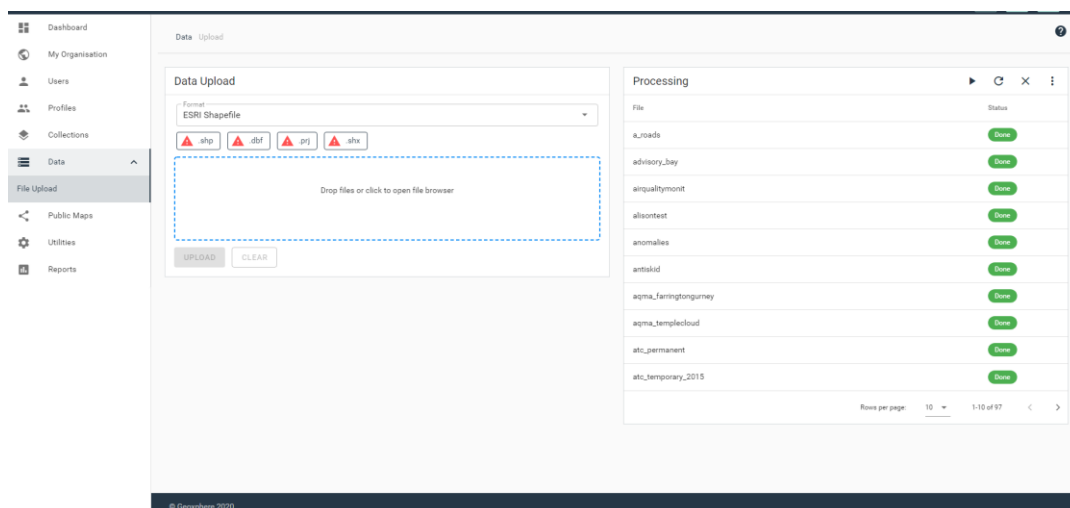 Dashboard
My Organisation
Users
Profiles
Collections
Data
File Upload
Public Maps
Utilities
Reports
Data Upload
Data Upload
Format
ESRI Shapefile
.shp .dbf .prj .shx
Drop files or click to open file browser
UPLOAD CLEAR
Processing
File Status
a_roads Done
advisory_bay Done
airqualitymonit Done
alisontest Done
anomalies Done
antiskid Done
aqma_farringtongurney Done
aqma_templecloud Done
atc_permanent Done
atc_temporary_2015 Done
Rows per page: 10 1-10 of 97
© Geosphere 2020